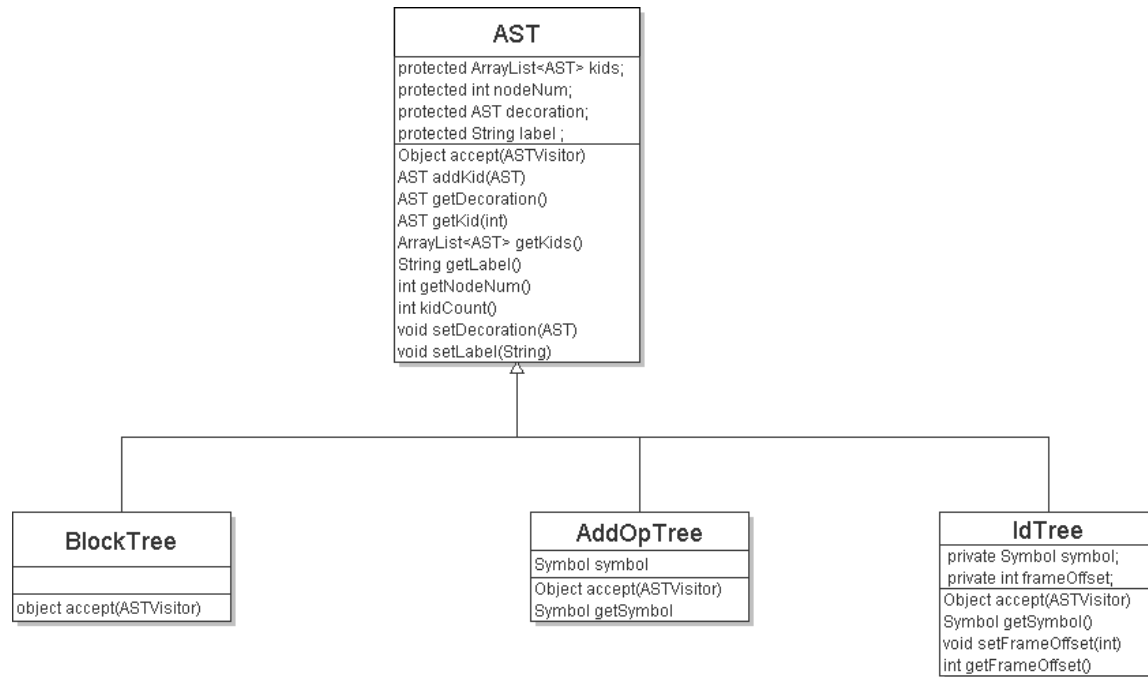 AST
protected ArrayList<AST> kids;
protected int nodeNum;
protected AST decoration;
protected String label ;
Object accept(ASTVisitor)
AST addKid(AST)
AST getDecoration()
AST getKid(int)
ArrayList<AST> getKids()
String getLabel()
int getNodeNum()
int kidCount()
void setDecoration(AST)
void setLabel(String)
BlockTree
object accept(ASTVisitor)
AddOpTree
Symbol symbol
Object accept(ASTVisitor)
Symbol getSymbol
IdTree
private Symbol symbol;
private int frameOffset;
Object accept(ASTVisitor)
Symbol getSymbol()
void setFrameOffset(int)
int getFrameOffset()